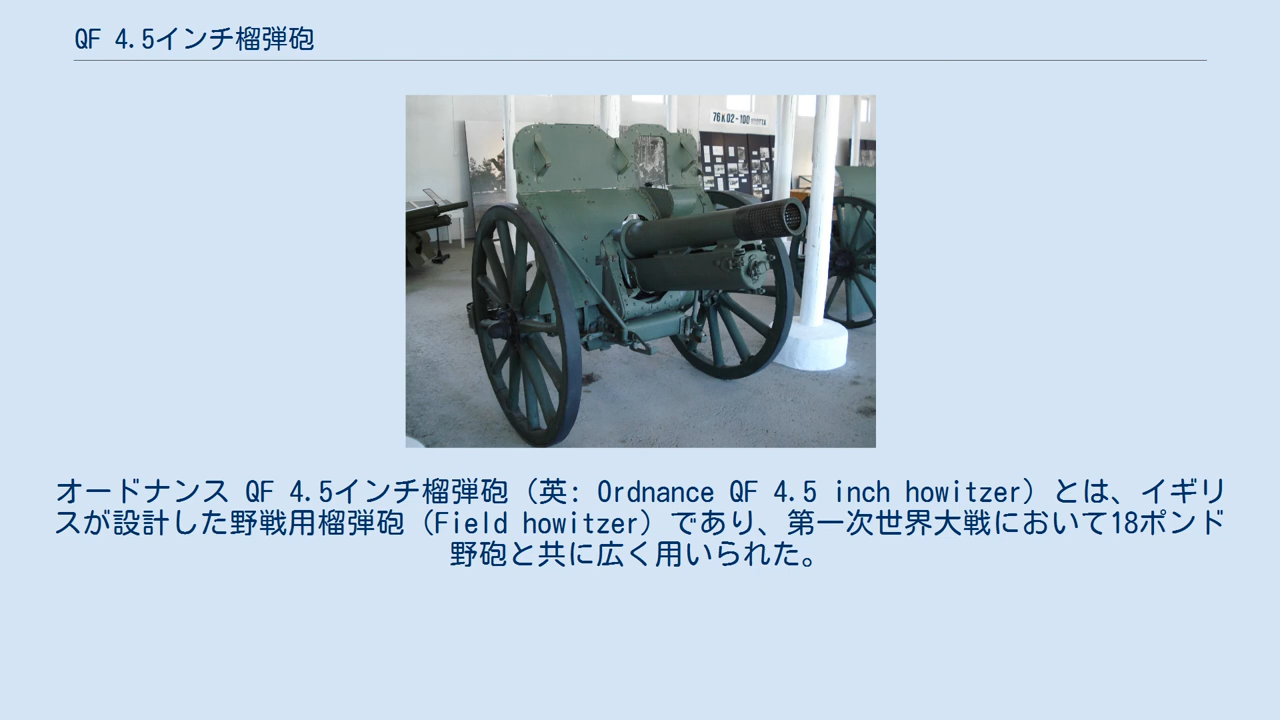 QF 4.5インチ榴弾砲
76 K 02-100
オードナンス QF 4.5インチ榴弾砲（英: Ordnance QF 4.5 inch howitzer）とは、イギリ
スが設計した野戦用榴弾砲（Field howitzer）であり、第一次世界大戦において18ポンド
野砲と共に広く用いられた。